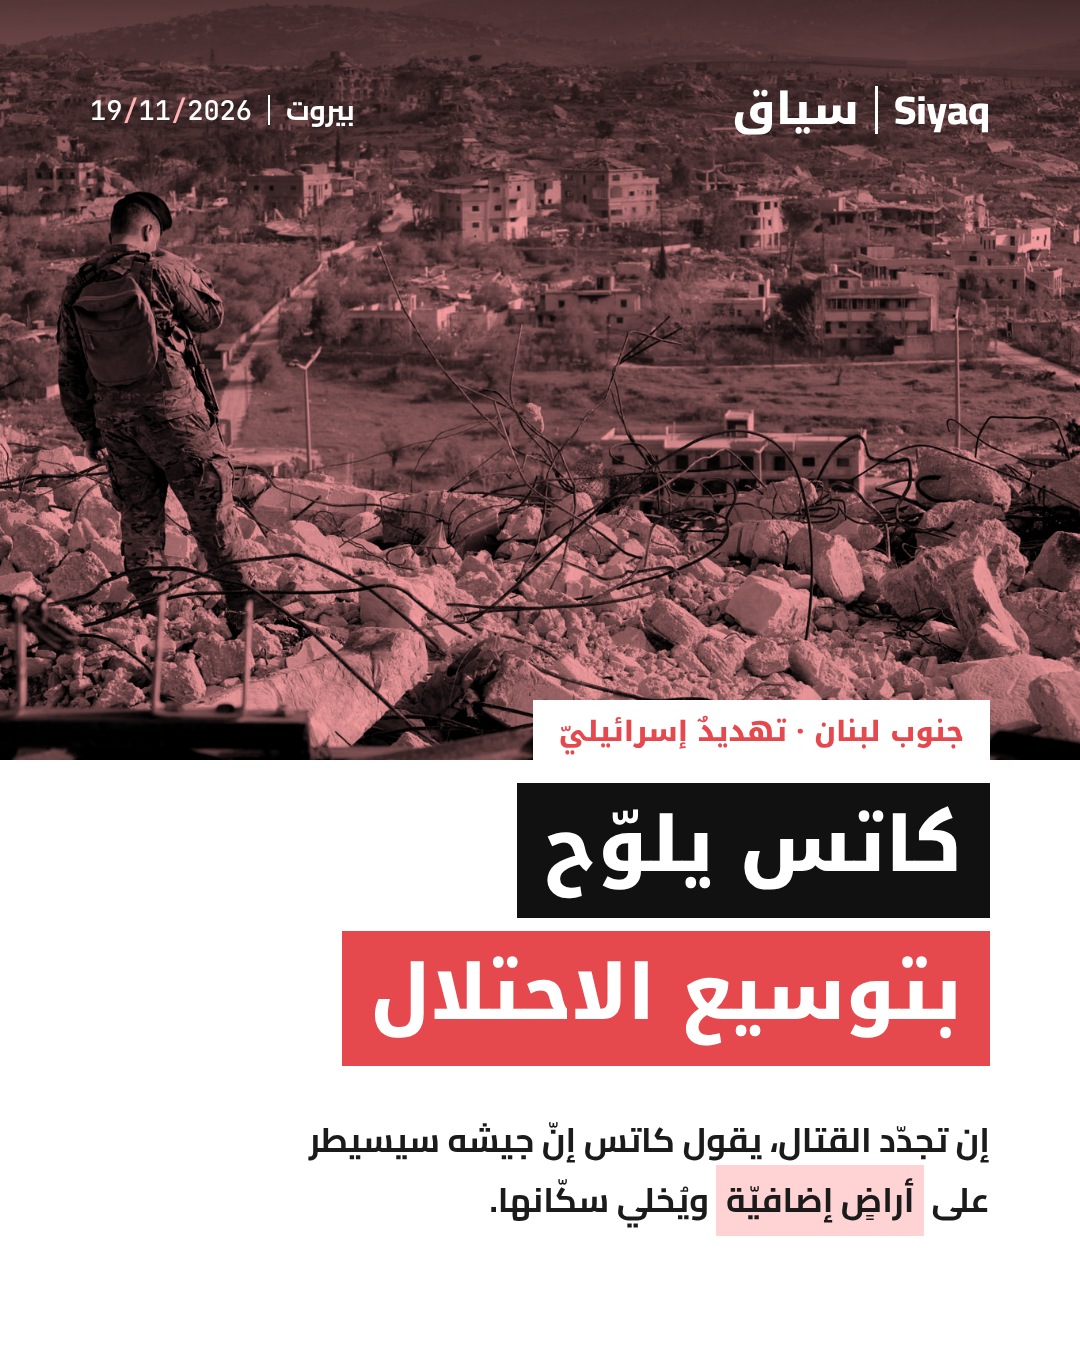 Siyaq | سياق
بيروت | 19/11/2026
جنوب لبنان · تهديدٌ إسرائيليّ
كاتس يلوّح
بتوسيع الاحتلال
إن تجدّد القتال، يقول كاتس إنّ جيشه سيسيطر
على أراضٍ إضافيّة ويُخلي سكّانها.